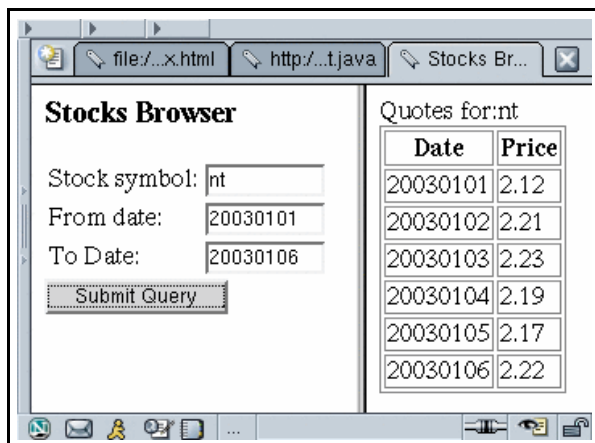 file:/...x.html
http:/...t.java
Stocks Br...
Stocks Browser
Stock symbol: nt
From date: 20030101
To Date: 20030106
Submit Query
Quotes for:nt
Date Price
20030101 2.12
20030102 2.21
20030103 2.23
20030104 2.19
20030105 2.17
20030106 2.22
...